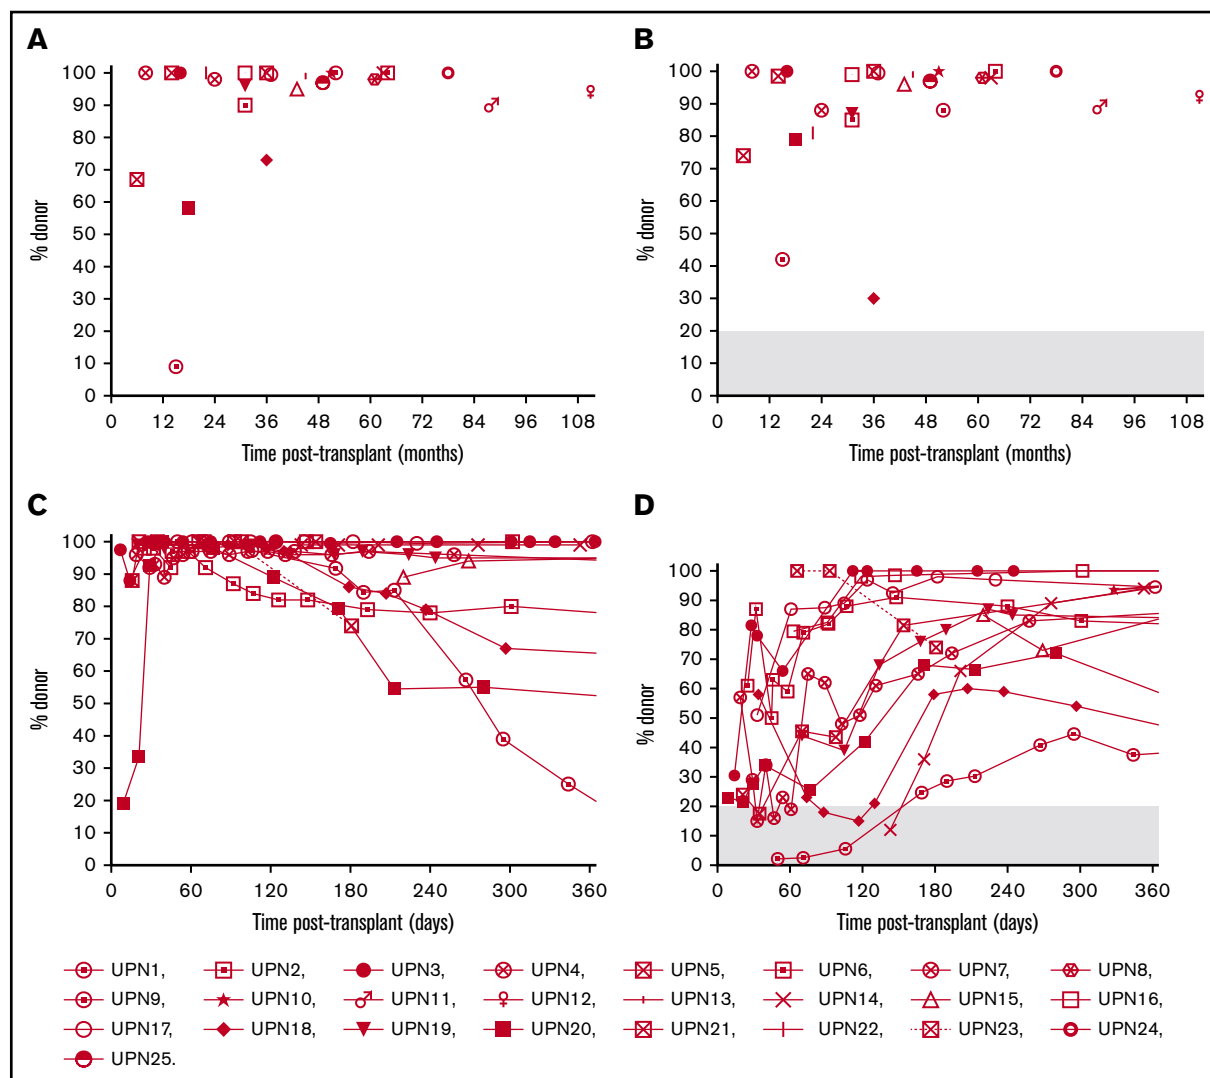 A
100
90
80
70
60
50
40
30
20
10
0
% donor
0 12 24 36 48 60 72 84 96 108
Time post-transplant (months)
B
100
90
80
70
60
50
40
30
20
10
0
% donor
0 12 24 36 48 60 72 84 96 108
Time post-transplant (months)
C
100
90
80
70
60
50
40
30
20
10
0
% donor
0 60 120 180 240 300 360
Time post-transplant (days)
D
100
90
80
70
60
50
40
30
20
10
0
% donor
0 60 120 180 240 300 360
Time post-transplant (days)
UPN1, UPN2, UPN3, UPN4, UPN5, UPN6, UPN7, UPN8,
UPN9, UPN10, UPN11, UPN12, UPN13, UPN14, UPN15, UPN16,
UPN17, UPN18, UPN19, UPN20, UPN21, UPN22, UPN23, UPN24,
UPN25.